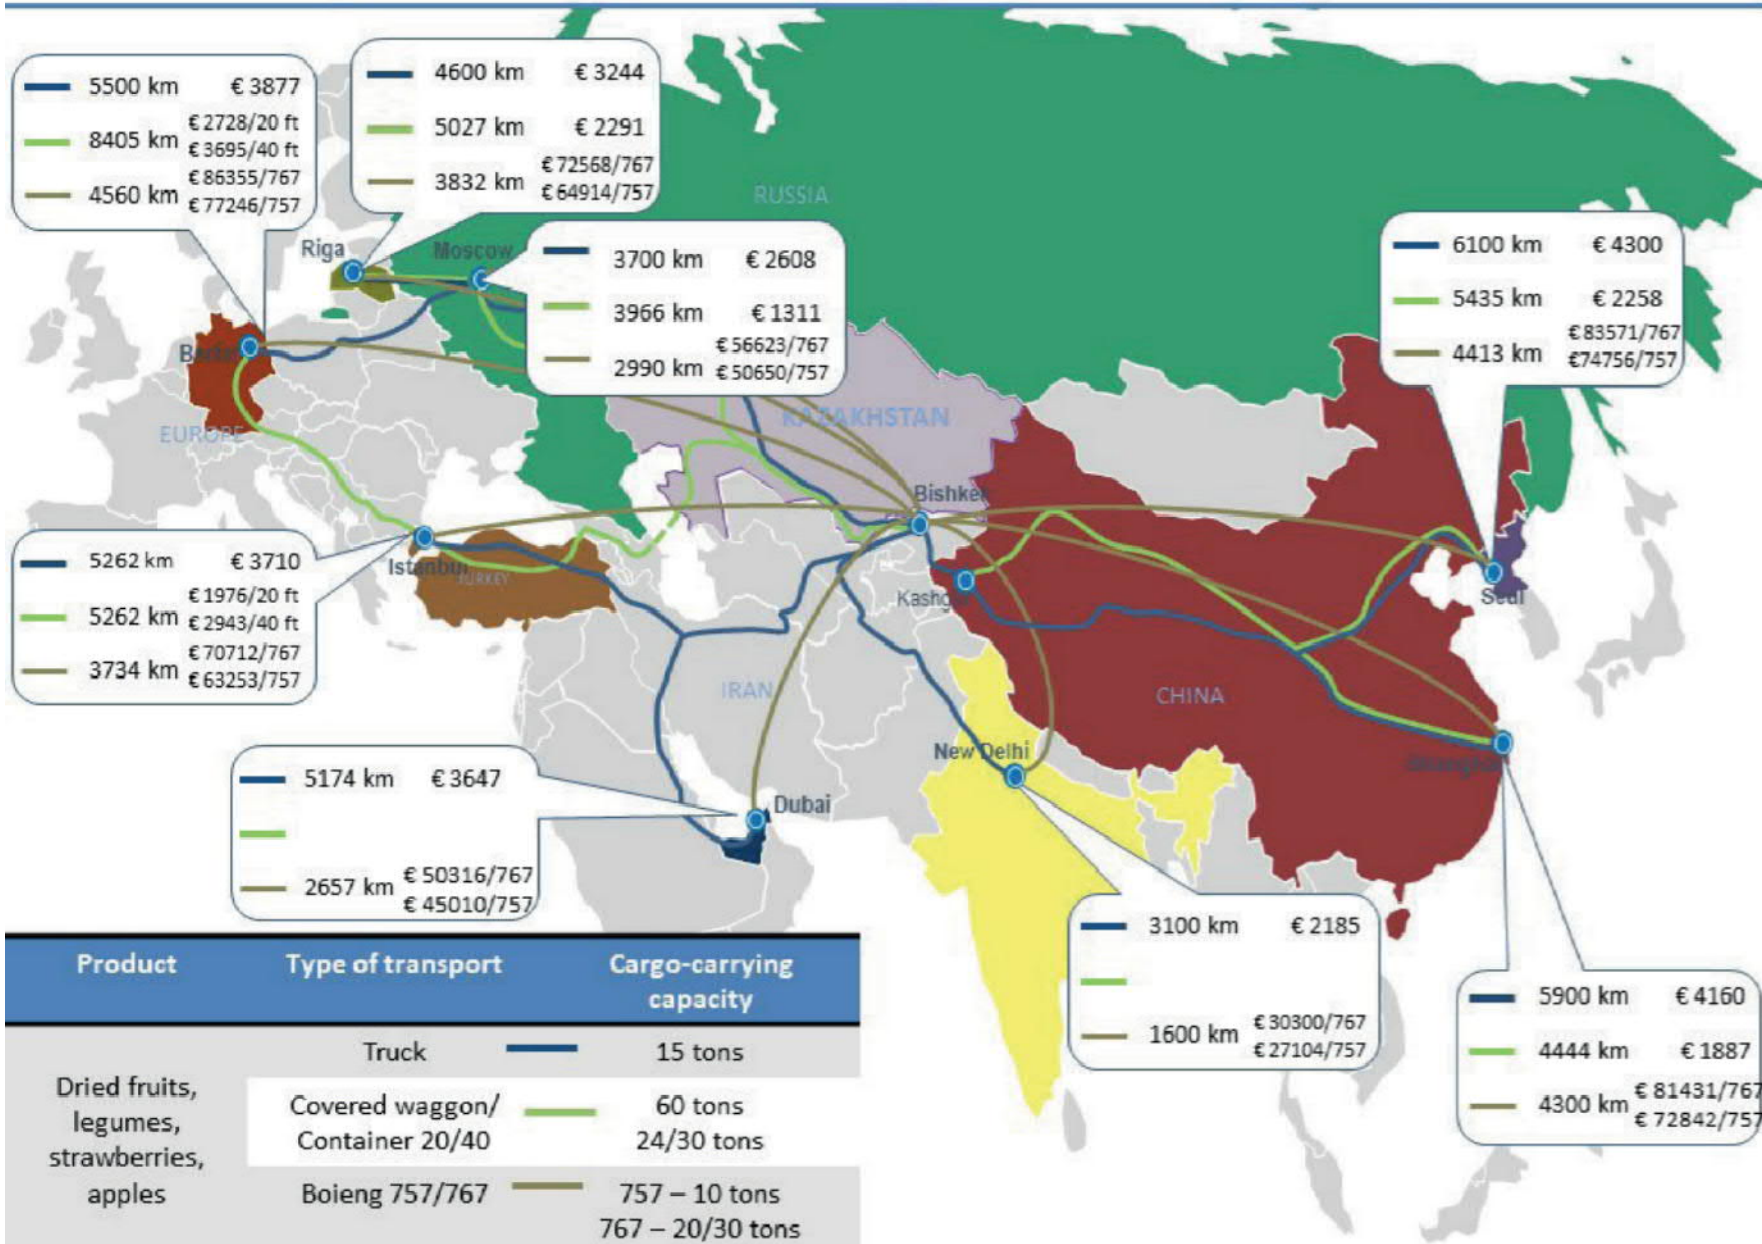 5500 km € 3877
€ 2728/20 ft
8405 km € 3695/40 ft
€ 86355/767
4560 km € 77246/757
4600 km € 3244
5027 km € 2291
€ 72568/767
3832 km € 64914/757
RUSSIA
Riga
Moscow
3700 km € 2608
3966 km € 1311
€ 56623/767
2990 km € 50650/757
6100 km € 4300
5435 km € 2258
€ 83571/767
4413 km €74756/757
EUROPE
KAZAKHSTAN
Bishkek
5262 km € 3710
€ 1976/20 ft
5262 km € 2943/40 ft
€ 70712/767
3734 km € 63253/757
Istanbul
TURKEY
IRAN
CHINA
New Delhi
Dubai
5174 km € 3647
€ 50316/767
2657 km € 45010/757
3100 km € 2185
€ 30300/767
1600 km € 27104/757
5900 km € 4160
4444 km € 1887
€ 81431/767
4300 km € 72842/757
Product Type of transport Cargo-carrying
capacity
Dried fruits,
legumes,
strawberries,
apples
Truck 15 tons
Covered waggon/ 60 tons
Container 20/40 24/30 tons
Boieng 757/767 757 – 10 tons
767 – 20/30 tons